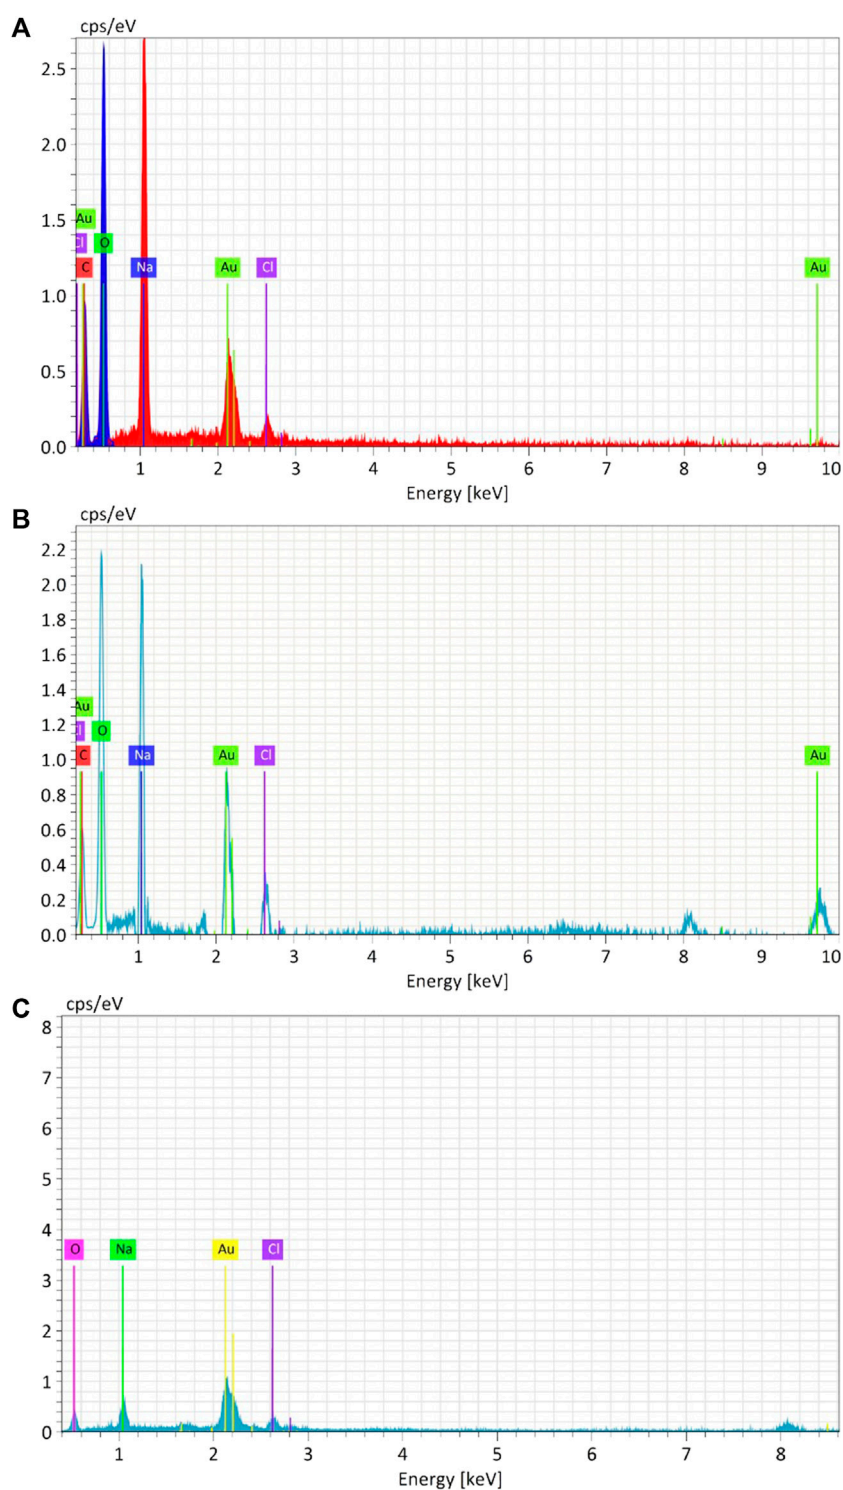 A
cps/eV
2.5
2.0
1.5
1.0
0.5
0.0
Au
Cl O
C Na Au Cl Au
1 2 3 4 5 6 7 8 9 10
Energy [keV]
B
cps/eV
2.2
2.0
1.8
1.6
1.4
1.2
1.0
0.8
0.6
0.4
0.2
0.0
Au
Cl O
C Na Au Cl Au
1 2 3 4 5 6 7 8 9 10
Energy [keV]
C
cps/eV
8
7
6
5
4
3
2
1
0
O Na Au Cl
1 2 3 4 5 6 7 8
Energy [keV]